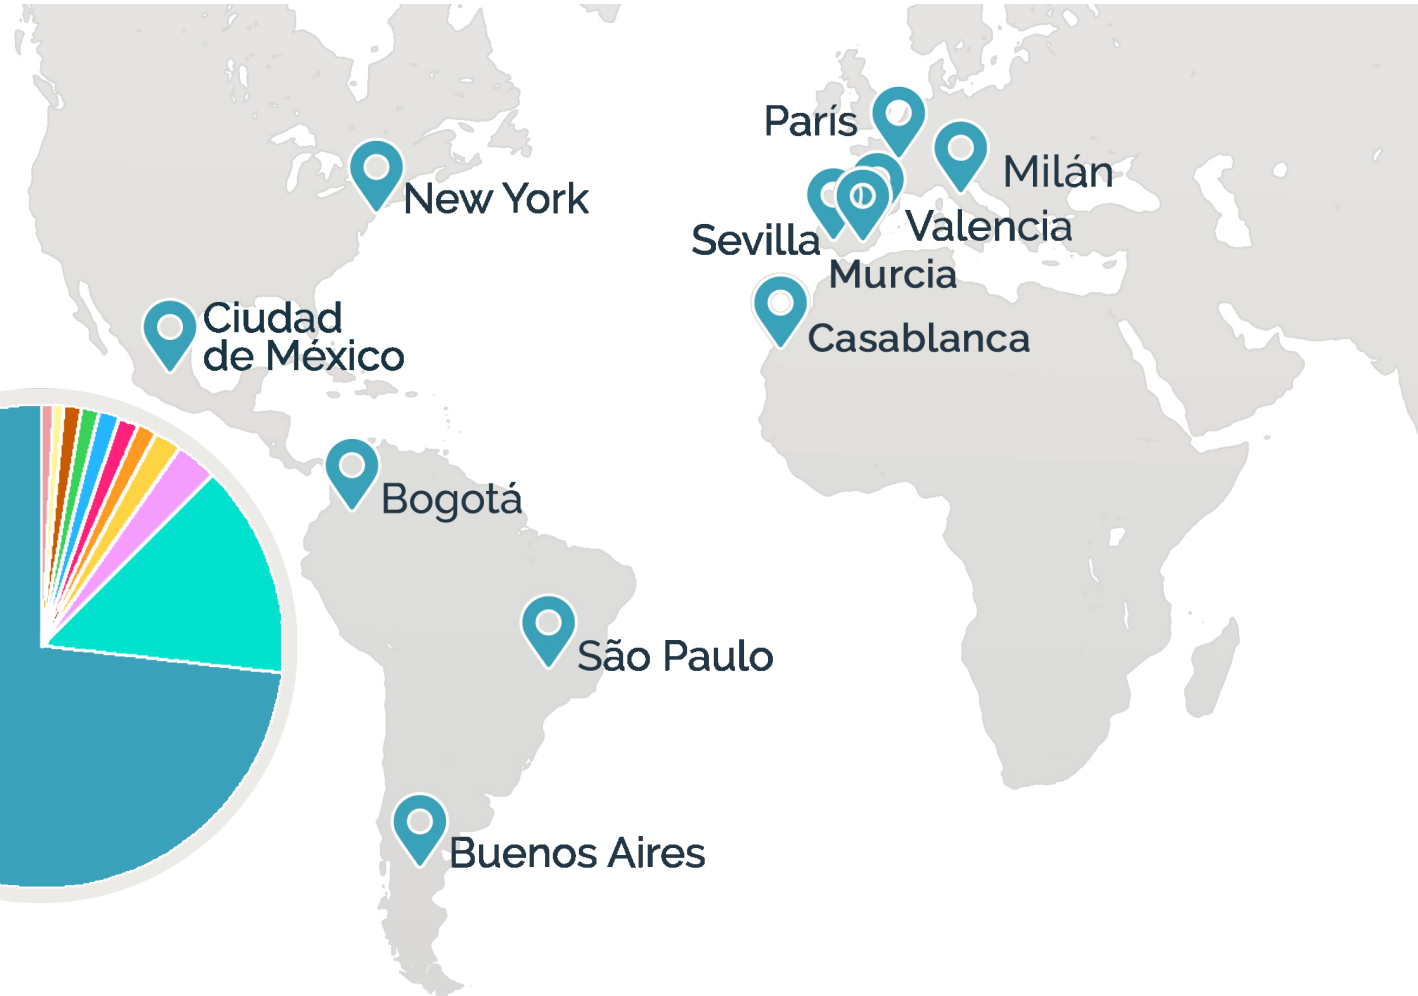 París
Milán
New York
Valencia
Sevilla
Murcia
Ciudad
de México
Casablanca
Bogotá
São Paulo
Buenos Aires